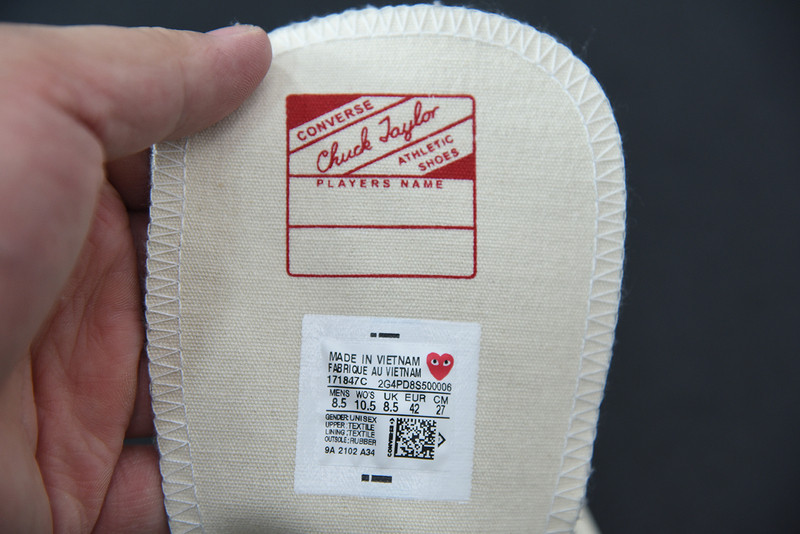 CONVERSE
Chuck Taylor
ATHLETIC
SHOES
PLAYERS NAME
MADE IN VIETNAM
FABRIQUE AU VIETNAM
171847C 2G4PD8S500006
MENS WO'S UK EUR CM
8.5 10.5 8.5 42 27
GENDER:UNISEX
UPPER:TEXTILE
LINING:TEXTILE
OUTSOLE:RUBBER
9A 2102 A34
CONVERSE